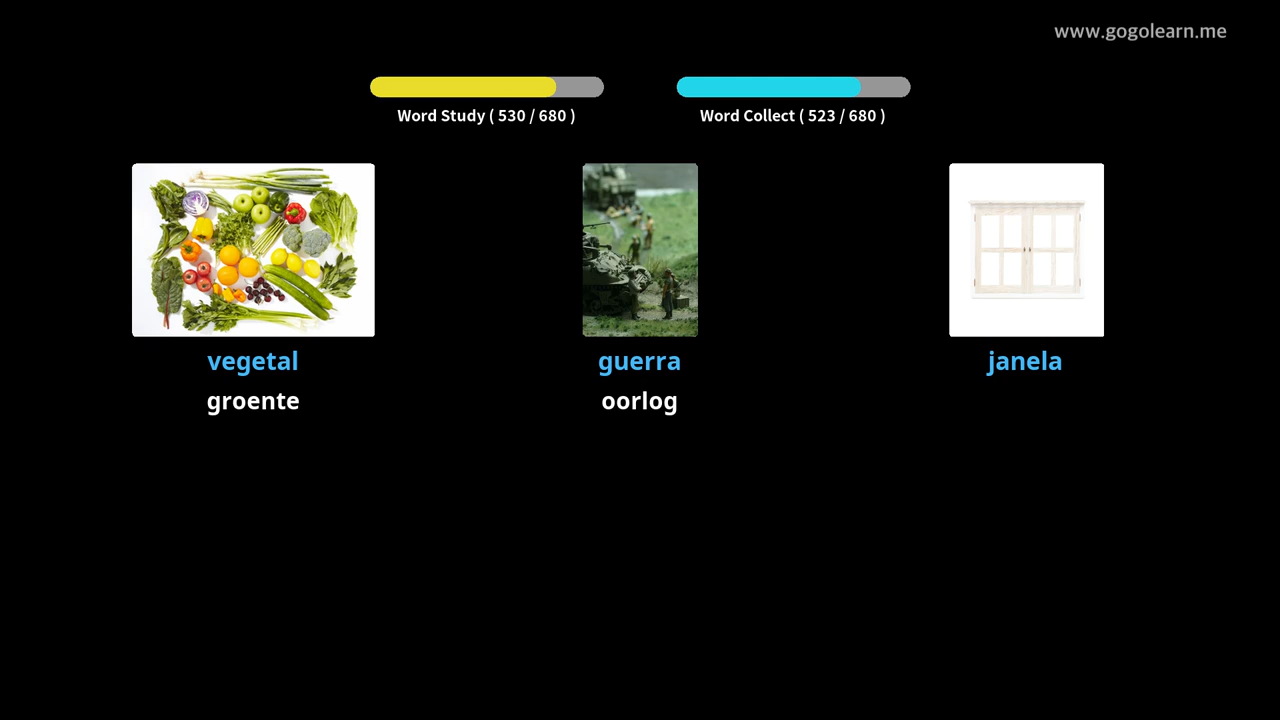 www.gogolearn.me
Word Study ( 530 / 680 )
Word Collect ( 523 / 680 )
vegetal
guerra
janela
groente
oorlog